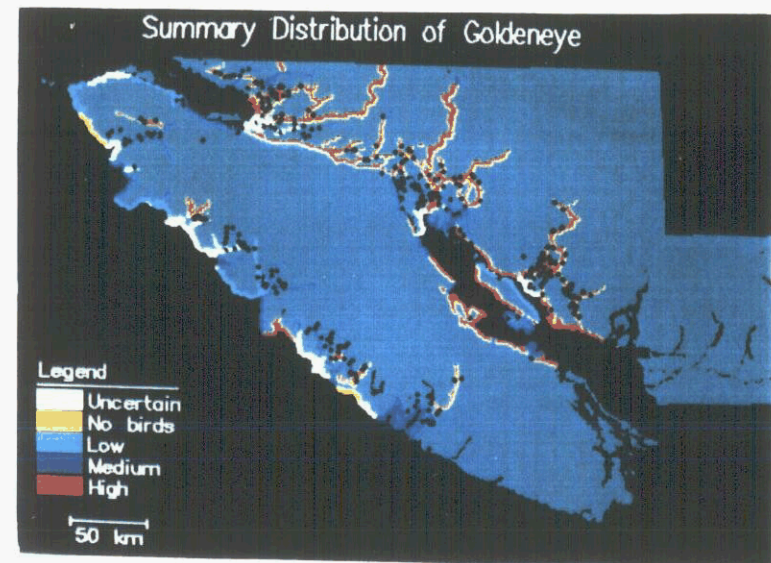 Summary Distribution of Goldeneye
Legend
Uncertain
No birds
Low
Medium
High
50 km